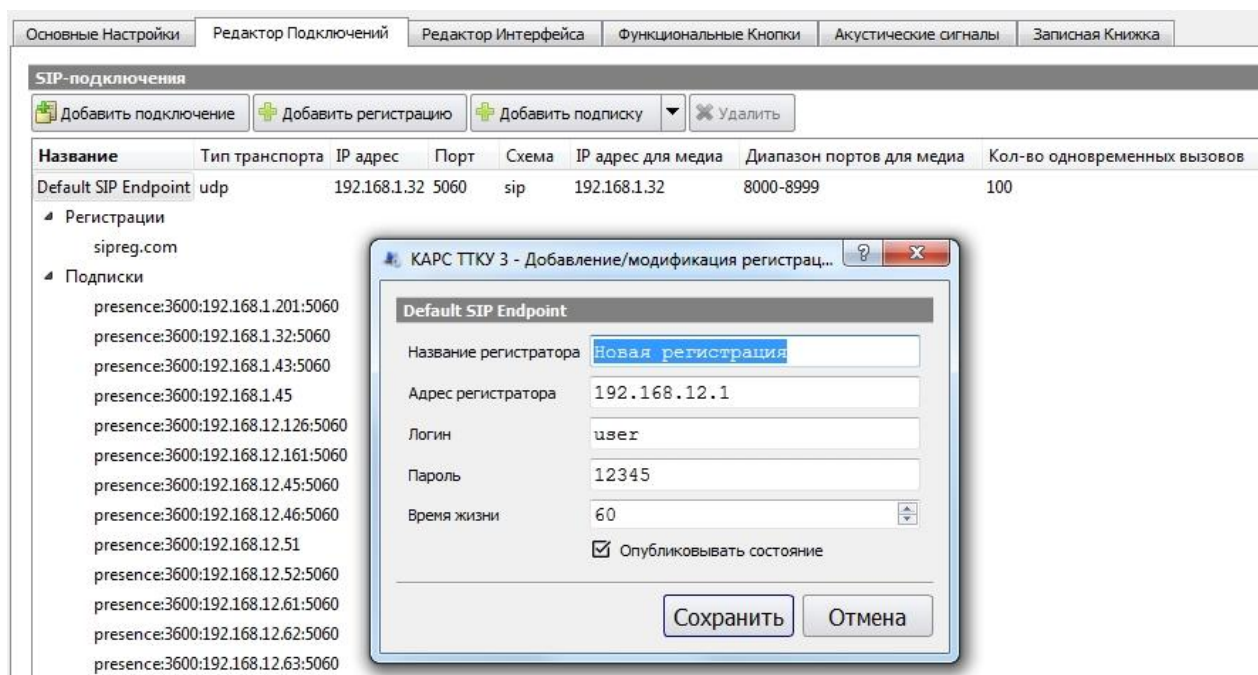 Основные Настройки Редактор Подключений Редактор Интерфейса Функциональные Кнопки Акустические сигналы Записная Книжка
SIP-подключения
Добавить подключение Добавить регистрацию Добавить подписку Удалить
Название Тип транспорта IP адрес Порт Схема IP адрес для медиа Диапазон портов для медиа Кол-во одновременных вызовов
Default SIP Endpoint udp 192.168.1.32 5060 sip 192.168.1.32 8000-8999 100
Регистрации
sipreg.com
Подписки
presence:3600:192.168.1.201:5060
presence:3600:192.168.1.32:5060
presence:3600:192.168.1.43:5060
presence:3600:192.168.1.45
presence:3600:192.168.12.126:5060
presence:3600:192.168.12.161:5060
presence:3600:192.168.12.45:5060
presence:3600:192.168.12.46:5060
presence:3600:192.168.12.51
presence:3600:192.168.12.52:5060
presence:3600:192.168.12.61:5060
presence:3600:192.168.12.62:5060
presence:3600:192.168.12.63:5060
КАРС ТТКУ 3 - Добавление/модификация регистрац...
Default SIP Endpoint
Название регистратора Новая регистрация
Адрес регистратора 192.168.12.1
Логин user
Пароль 12345
Время жизни 60
Опубликовывать состояние
Сохранить Отмена